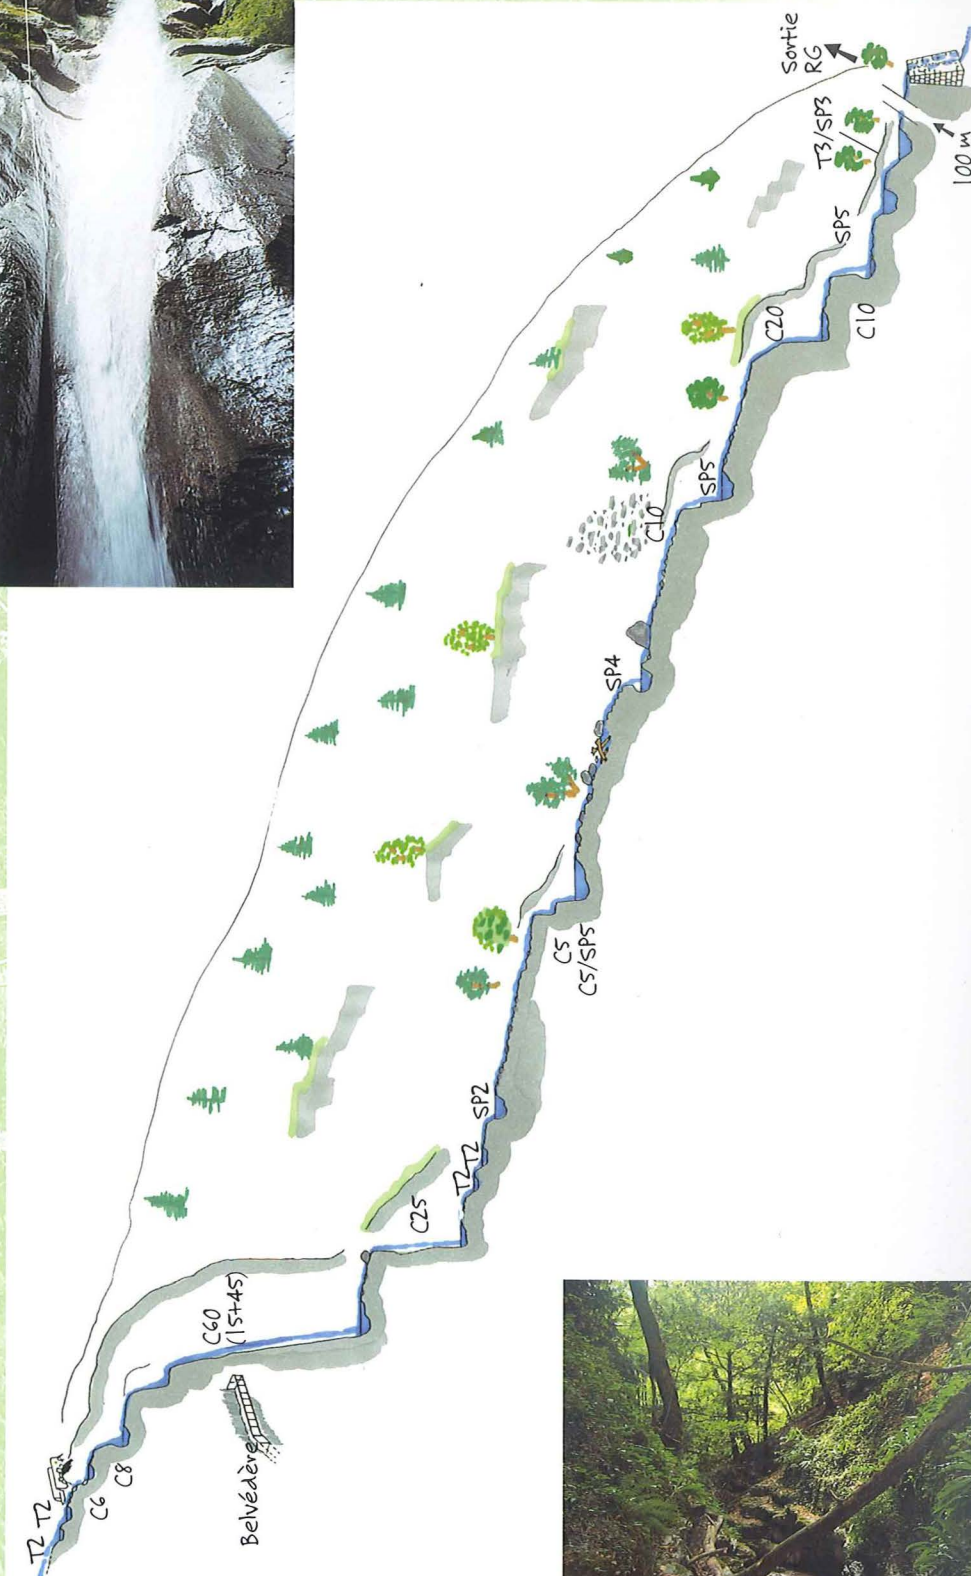 T2
T2
C6
C8
Belvédère
C60
(15+45)
C25
T2
T2
SP2
C5
C5/SP5
SP4
C10
SP5
C20
C10
SP5
T3/SP3
Sortie
RG
100 m